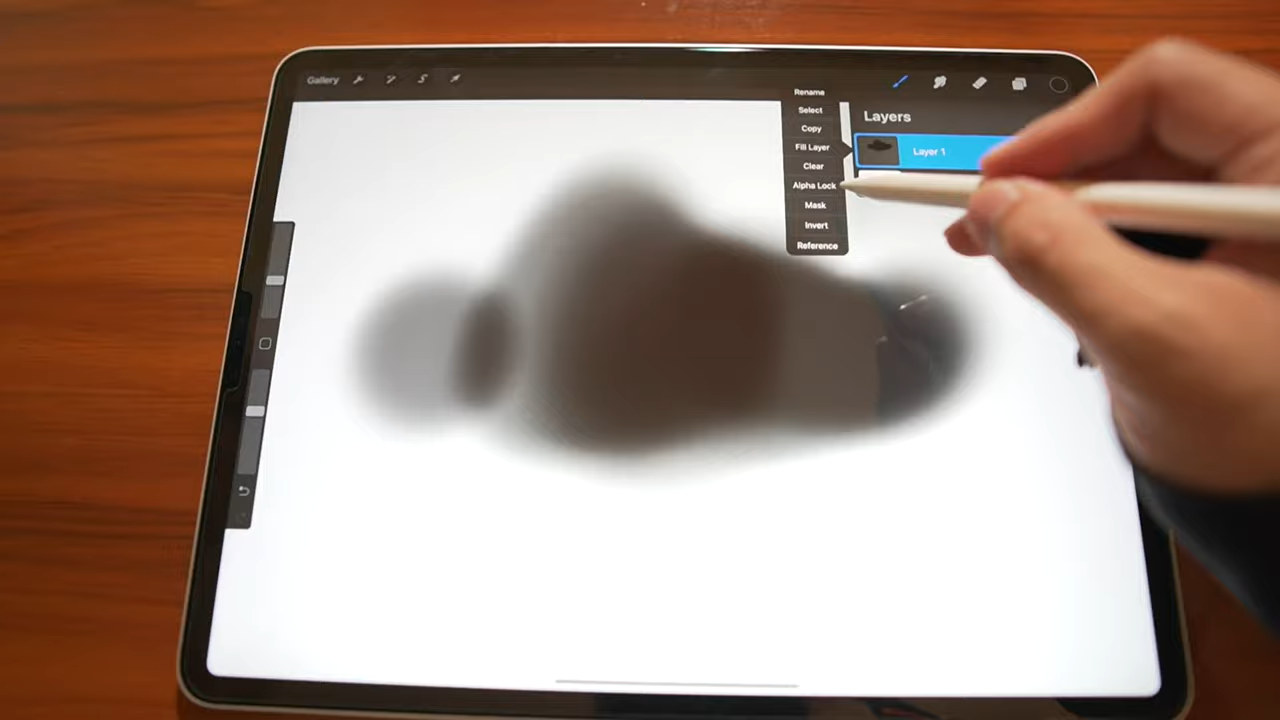 Gallery
Rename
Select
Copy
Fill Layer
Clear
Alpha Lock
Mask
Invert
Reference
Layers
Layer 1